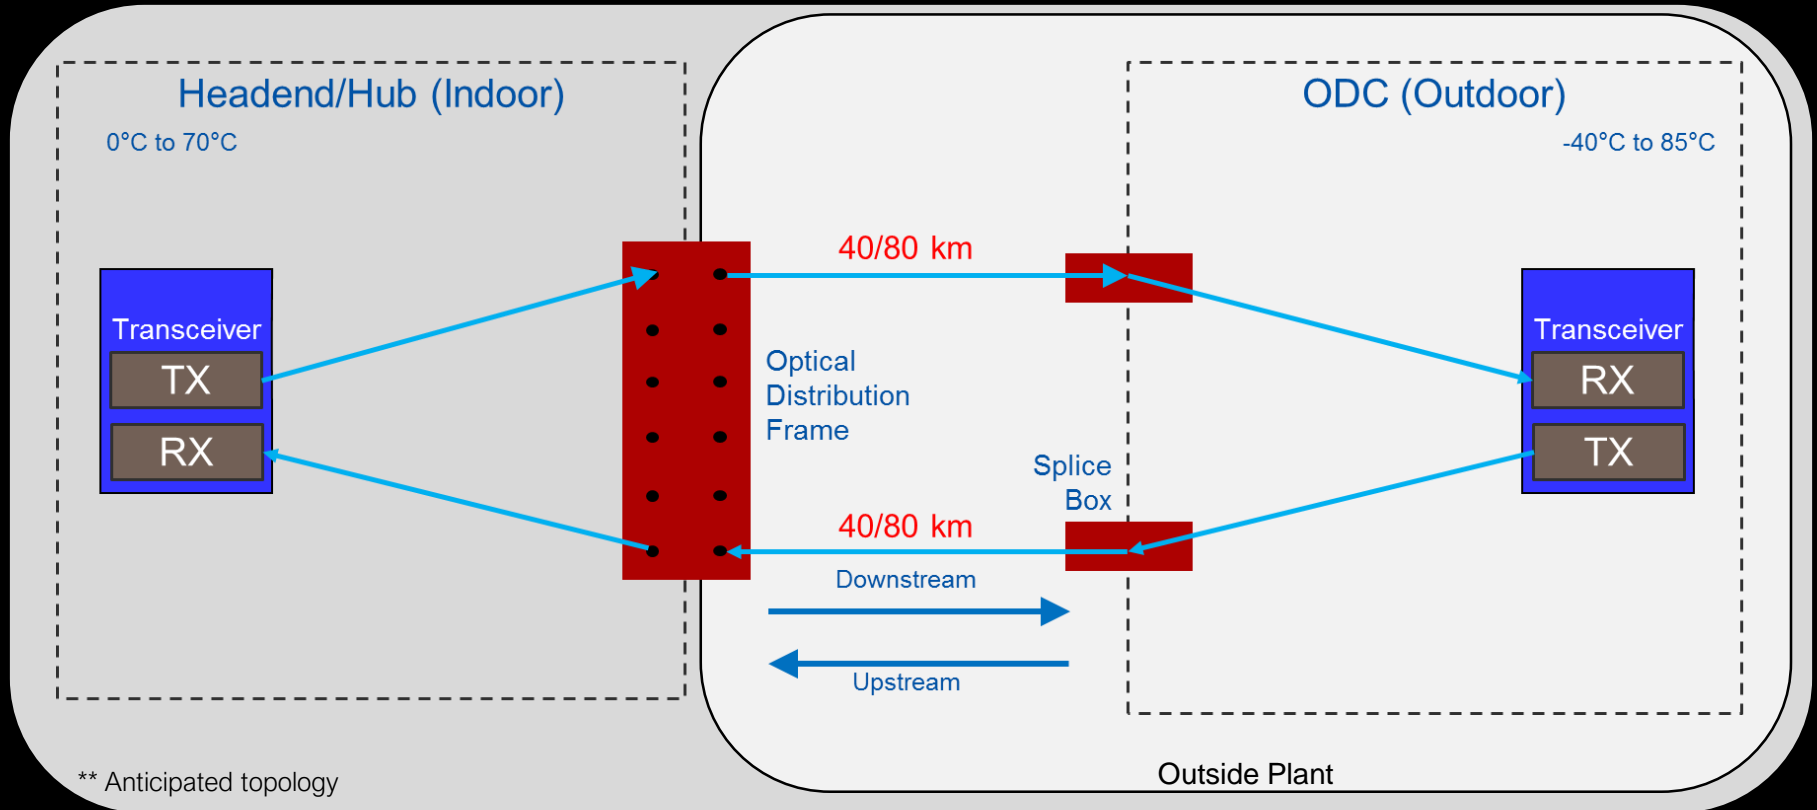 Headend/Hub (Indoor)
0°C to 70°C
ODC (Outdoor)
-40°C to 85°C
40/80 km
Transceiver
TX
RX
Optical
Distribution
Frame
Transceiver
RX
TX
Splice
Box
40/80 km
Downstream
Upstream
Outside Plant
** Anticipated topology